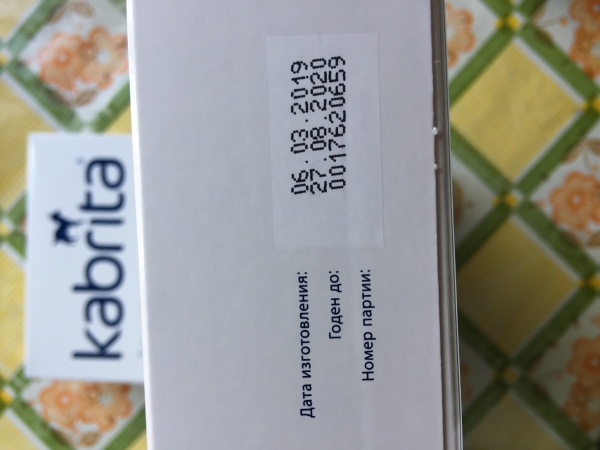 kabrita
Дата изготовления: 06.03.2019
Годен до: 27.08.2020
Номер партии: 0017620659